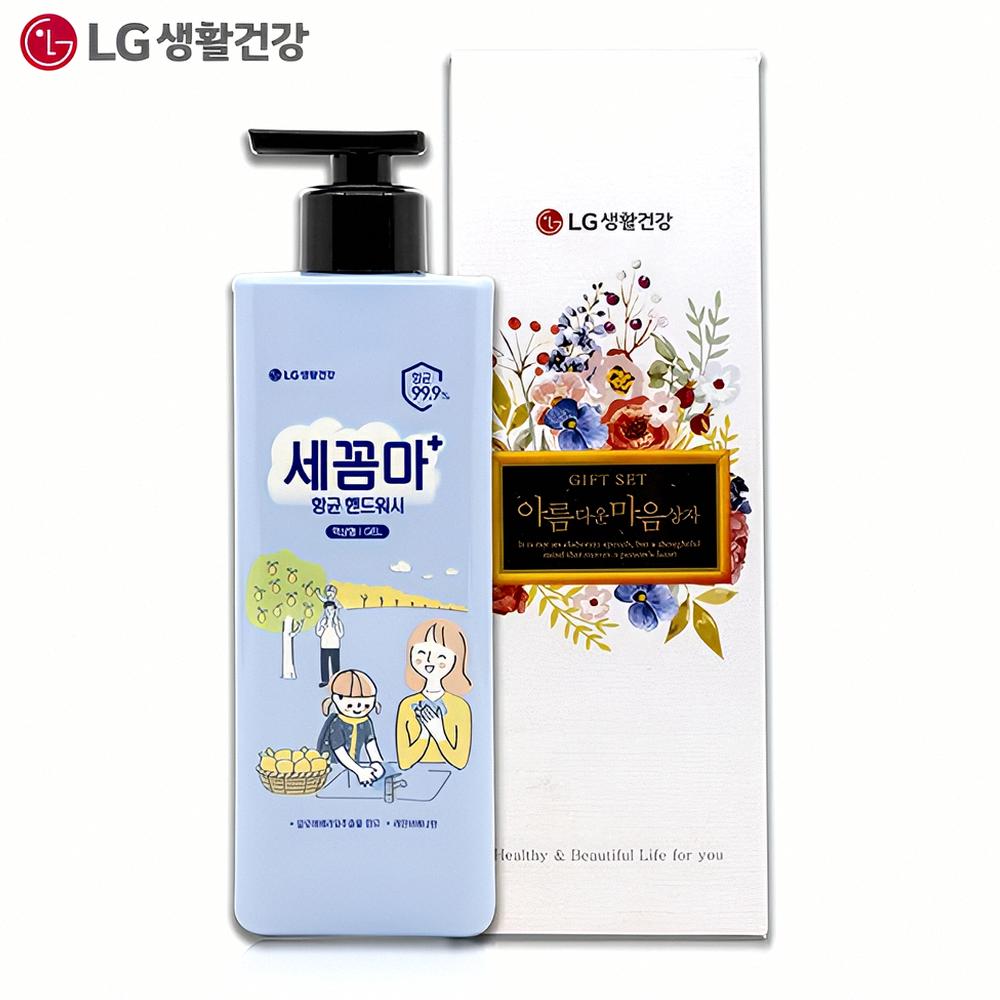 LG생활건강
LG 생활건강
항균
99.9%
세꼼마+
항균 핸드워시
GEL
LG 생활건강
GIFT SET
아름다운마음상자
Healthy & Beautiful Life for you